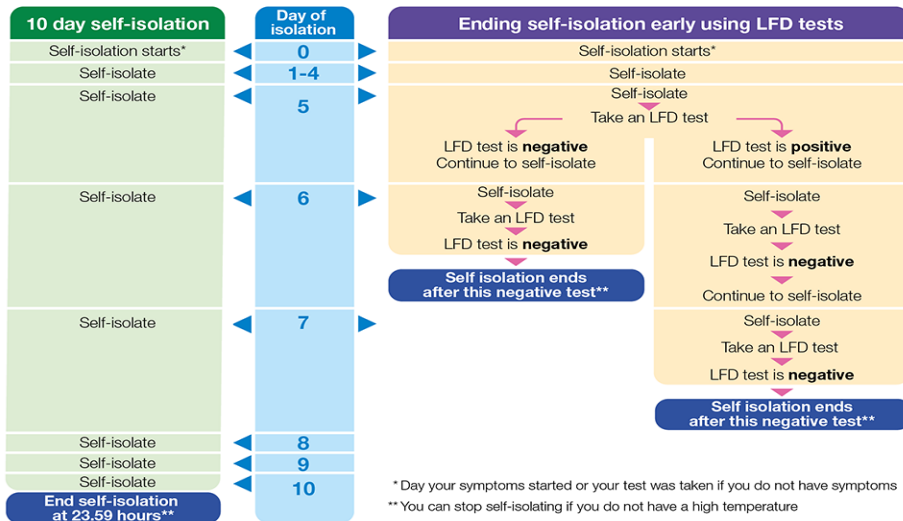 10 day self-isolation
Day of
isolation
Ending self-isolation early using LFD tests
Self-isolation starts*
0
Self-isolation starts*
Self-isolate
1-4
Self-isolate
Self-isolate
5
Self-isolate
Take an LFD test
LFD test is negative
Continue to self-isolate
LFD test is positive
Continue to self-isolate
Self-isolate
6
Self-isolate
Take an LFD test
LFD test is negative
Self isolation ends
after this negative test**
Self-isolate
Take an LFD test
LFD test is negative
Continue to self-isolate
Self-isolate
7
Self-isolate
Take an LFD test
LFD test is negative
Self isolation ends
after this negative test**
Self-isolate
8
Self-isolate
9
Self-isolate
10
End self-isolation
at 23.59 hours**
* Day your symptoms started or your test was taken if you do not have symptoms
** You can stop self-isolating if you do not have a high temperature